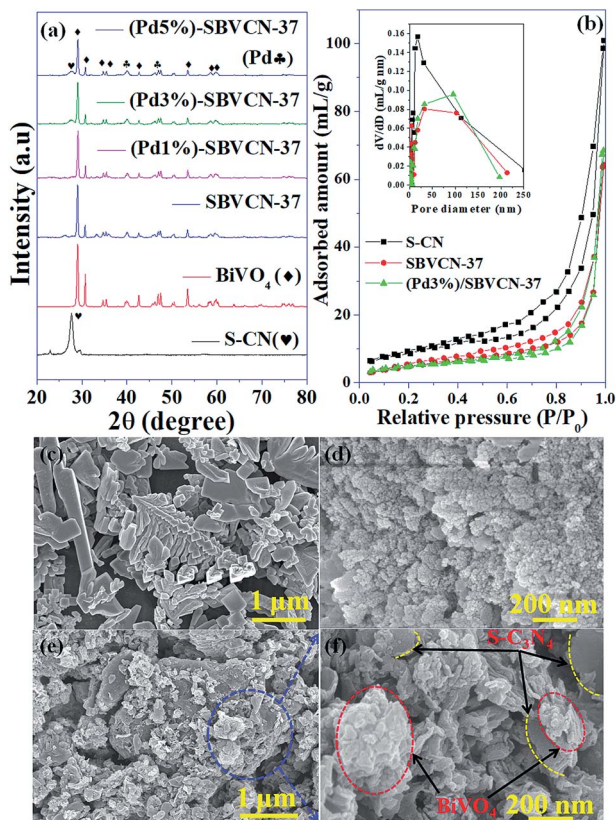 (a)
(Pd5%)-SBVCN-37
(Pd♣)
(Pd3%)-SBVCN-37
(Pd1%)-SBVCN-37
SBVCN-37
BiVO₄(♦)
S-CN(♥)
Intensity (a.u)
20 30 40 50 60 70 80
2θ (degree)
(b)
Adsorbed amount (mL/g)
100
80
60
40
20
0
0.0 0.2 0.4 0.6 0.8 1.0
Relative pressure (P/P₀)
dV/dD (mL/g nm)
0.16
0.14
0.12
0.10
0.08
0.06
0.04
0.02
0.00
0 50 100 150 200 250
Pore diameter (nm)
S-CN
SBVCN-37
(Pd3%)/SBVCN-37
(c)
1 μm
(d)
200 nm
(e)
1 μm
(f)
S-C₃N₄
BiVO₄
200 nm